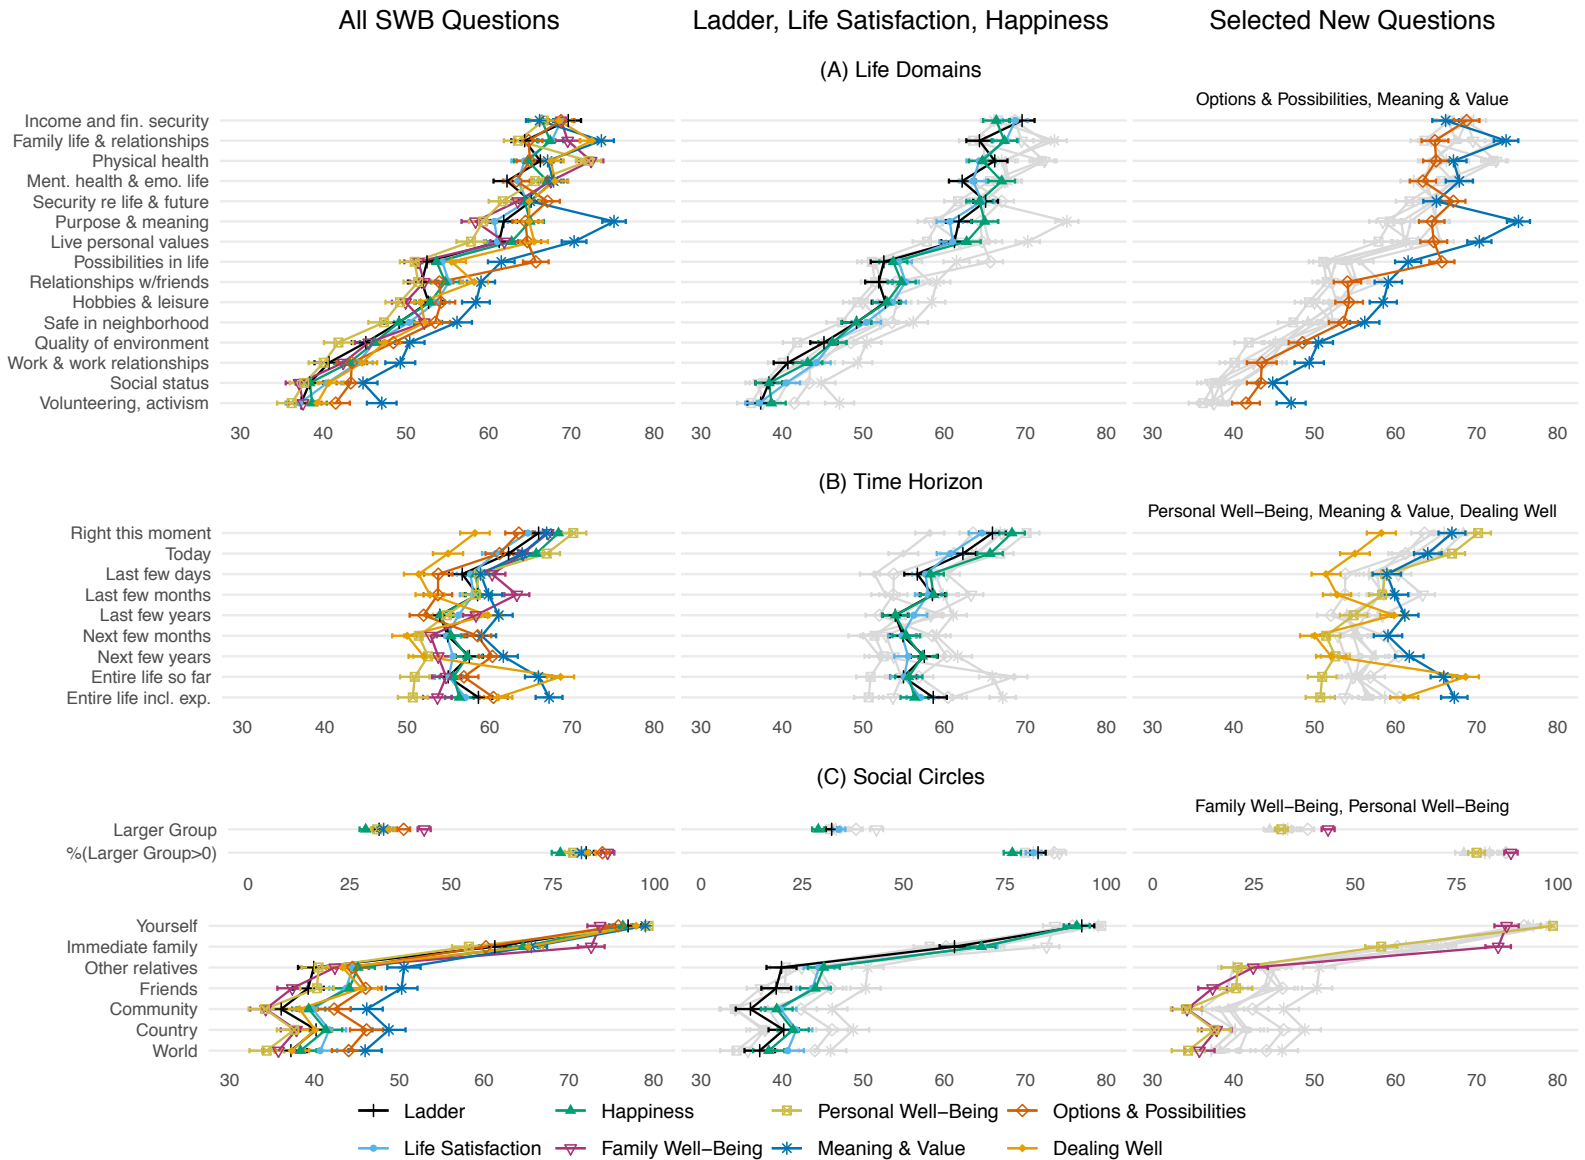 All SWB Questions
Ladder, Life Satisfaction, Happiness
Selected New Questions
(A) Life Domains
Options & Possibilities, Meaning & Value
Income and fin. security
Family life & relationships
Physical health
Ment. health & emo. life
Security re life & future
Purpose & meaning
Live personal values
Possibilities in life
Relationships w/friends
Hobbies & leisure
Safe in neighborhood
Quality of environment
Work & work relationships
Social status
Volunteering, activism
30 40 50 60 70 80 30 40 50 60 70 80 30 40 50 60 70 80
(B) Time Horizon
Personal Well−Being, Meaning & Value, Dealing Well
Right this moment
Today
Last few days
Last few months
Last few years
Next few months
Next few years
Entire life so far
Entire life incl. exp.
30 40 50 60 70 80 30 40 50 60 70 80 30 40 50 60 70 80
(C) Social Circles
Family Well−Being, Personal Well−Being
Larger Group
%(Larger Group>0)
0 25 50 75 100 0 25 50 75 100 0 25 50 75 100
Yourself
Immediate family
Other relatives
Friends
Community
Country
World
30 40 50 60 70 80 30 40 50 60 70 80 30 40 50 60 70 80
Ladder Happiness Personal Well−Being Options & Possibilities
Life Satisfaction Family Well−Being Meaning & Value Dealing Well